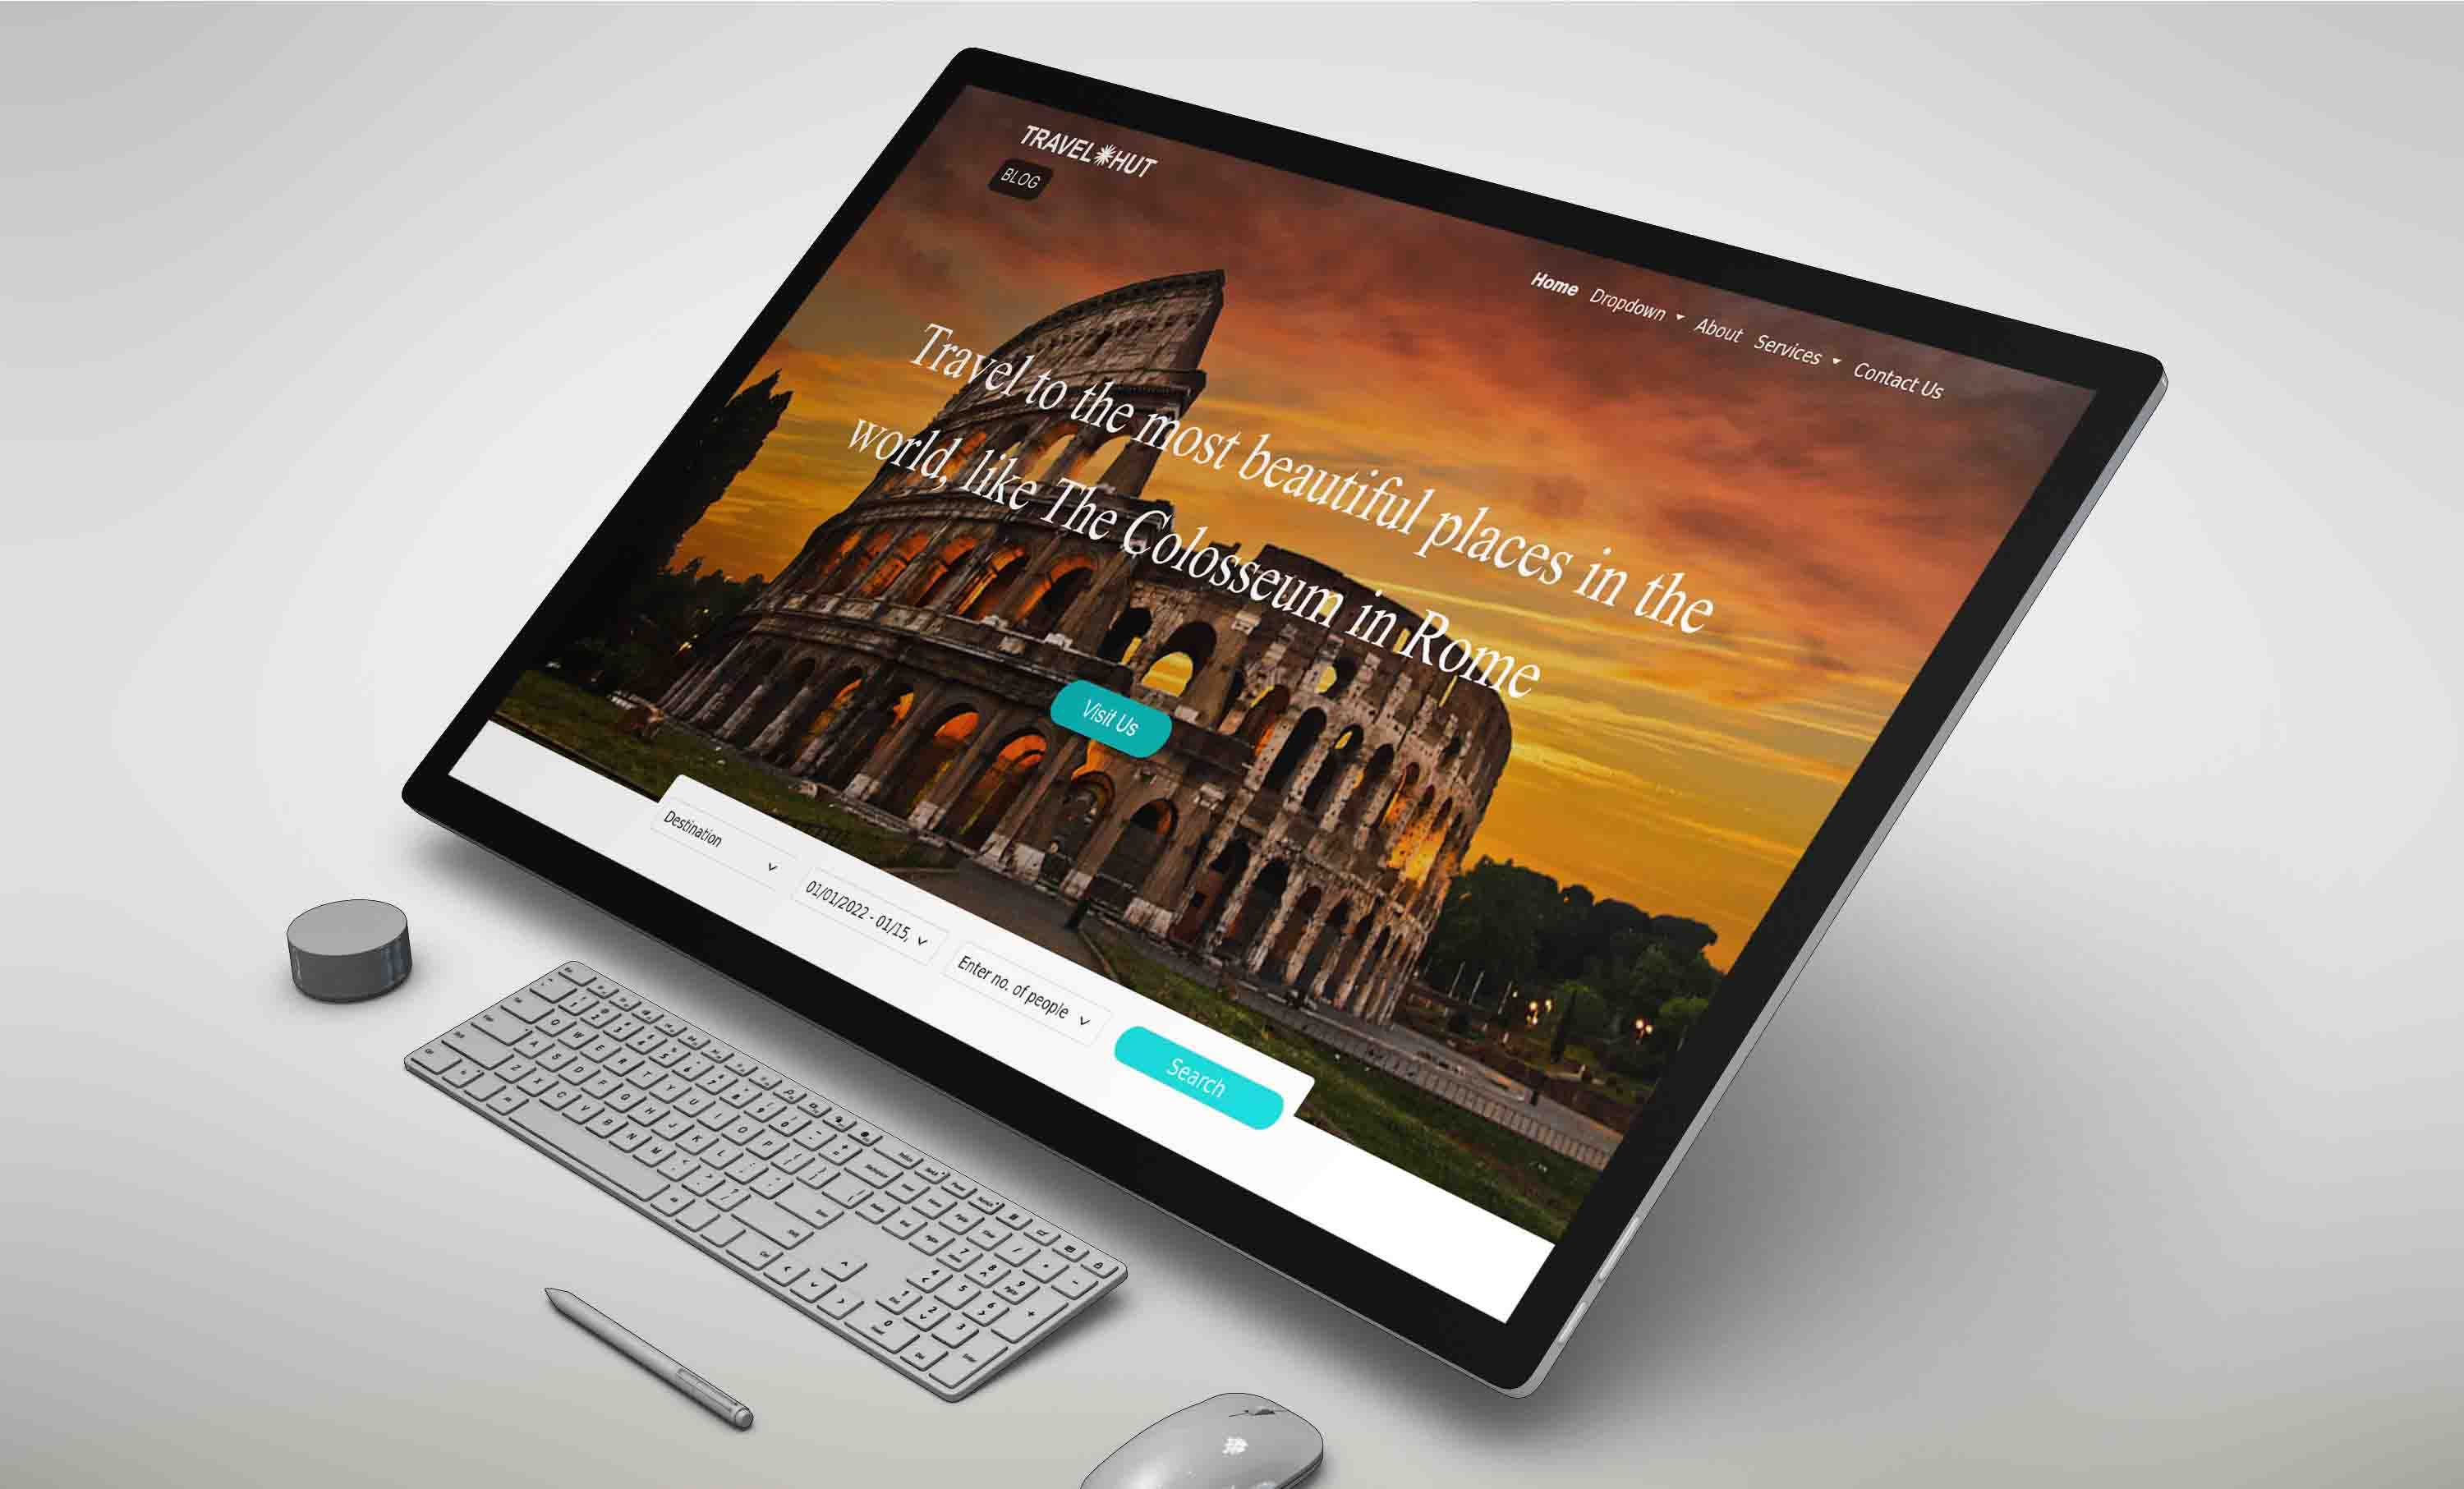 TRAVEL HUT
BLOG
Home Dropdown About Services Contact Us
Travel to the most beautiful places in the
world, like The Colosseum in Rome
Visit Us
Destination
01/01/2022 - 01/15,
Enter no. of people
Search